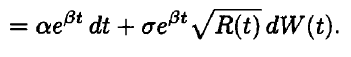 = αe^{βt} dt + σe^{βt} √R(t) dW(t).